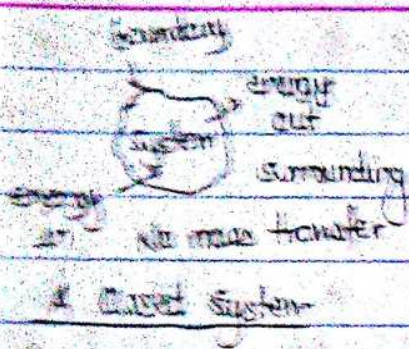 boundary
energy
out
system
surrounding
energy
in No mass transfer
Closed System